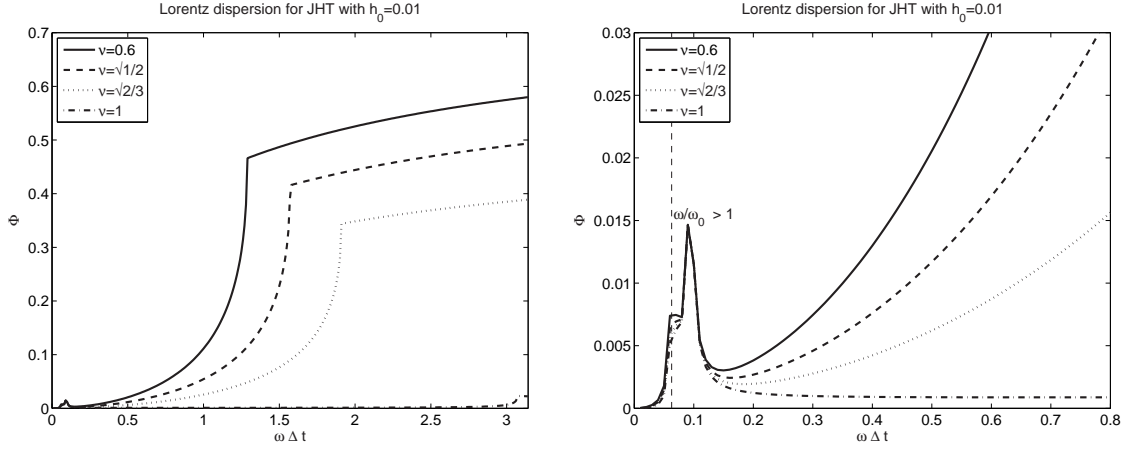 Lorentz dispersion for JHT with h₀=0.01
Φ
0.7
0.6
0.5
0.4
0.3
0.2
0.1
0
ν=0.6
ν=√1/2
ν=√2/3
ν=1
0 0.5 1 1.5 2 2.5 3
ω Δ t
Lorentz dispersion for JHT with h₀=0.01
Φ
0.03
0.025
0.02
0.015
0.01
0.005
0
ν=0.6
ν=√1/2
ν=√2/3
ν=1
ω/ω₀ > 1
0 0.1 0.2 0.3 0.4 0.5 0.6 0.7 0.8
ω Δ t